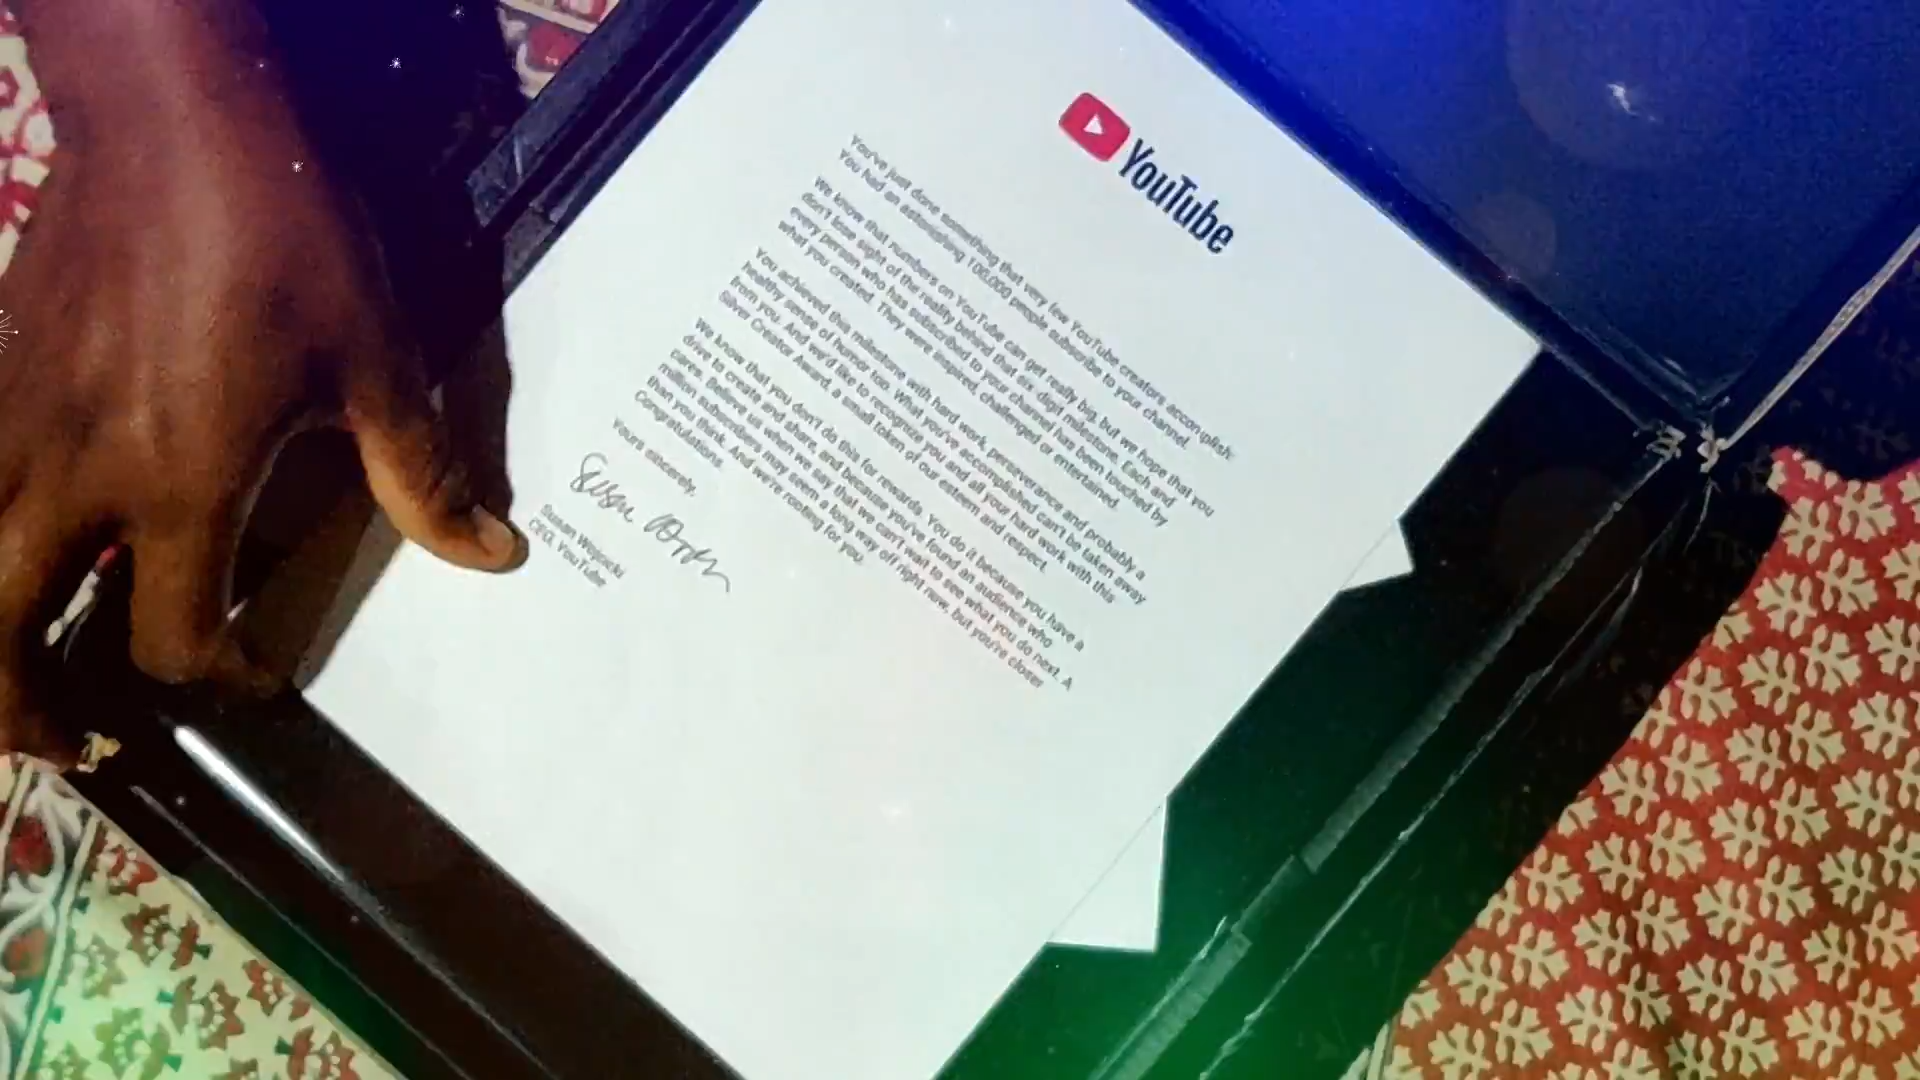 YouTube
You've just done something that very few YouTube creators accomplish:
You had an astonishing 100,000 people subscribe to your channel.
We know that numbers on YouTube can get really big, but we hope that you
don't lose sight of the reality behind that six digit milestone. Each and
every person who has subscribed to your channel has been touched by
what you created. They were inspired, challenged or entertained.
You achieved this milestone with hard work, perseverance and probably a
healthy sense of humor too. What you've accomplished can't be taken away
from you. And we'd like to recognize you and all your hard work with this
Silver Creator Award, a small token of our esteem and respect.
We know that you don't do this for rewards. You do it because you have a
drive to create and share, and because you've found an audience who
cares. Believe us when we say that we can't wait to see what you do next. A
million subscribers may seem a long way off right now, but you're closer
than you think. And we're rooting for you.
Congratulations.
Yours sincerely,
Susan Wojcicki
CEO, YouTube